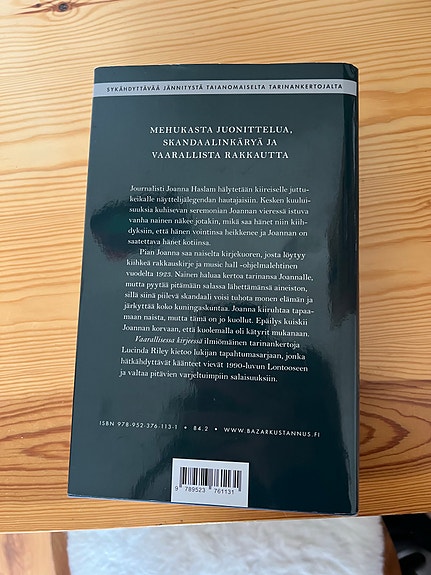 SYKÄHDYTTÄVÄÄ JÄNNITYSTÄ TAIANOMAISELTA TARINANKERTOJALTA
MEHUKASTA JUONITTELUA,
SKANDAALINKÄRYÄ JA
VAARALLISTA RAKKAUTTA
Journalisti Joanna Haslam hälytetään kiireiselle juttu-
keikalle näyttelijälegendan hautajaisiin. Kesken kuului-
suuksia kuhisevan seremonian Joannan vieressä istuva
vanha nainen näkee jotakin, mikä saa hänet niin kiih-
dyksiin, että hänen vointinsa heikkenee ja Joannan on
saatettava hänet kotiinsa.
Pian Joanna saa naiselta kirjekuoren, josta löytyy
kiihkeä rakkauskirje ja music hall -ohjelmalehtinen
vuodelta 1923. Nainen haluaa kertoa tarinansa Joannalle,
mutta pyytää pitämään salassa lähettämänsä aineiston,
sillä siinä piilevä skandaali voisi tuhota monen elämän ja
järkyttää koko kuningaskuntaa. Joanna kiiruhtaa tapaa-
maan naista, mutta tämä on jo kuollut. Epäilys kuiskii
Joannan korvaan, että kuolemalla oli kätyrit mukanaan.
Vaarallisessa kirjeessä ilmiömäinen tarinankertoja
Lucinda Riley kietoo lukijan tapahtumasarjaan, jonka
hätkähdyttävät käänteet vievät 1990-luvun Lontooseen
ja valtaa pitävien varjeltuimpiin salaisuuksiin.
ISBN 978-952-376-113-1 • 84.2 • WWW.BAZARKUSTANNUS.FI
9 789523 761131